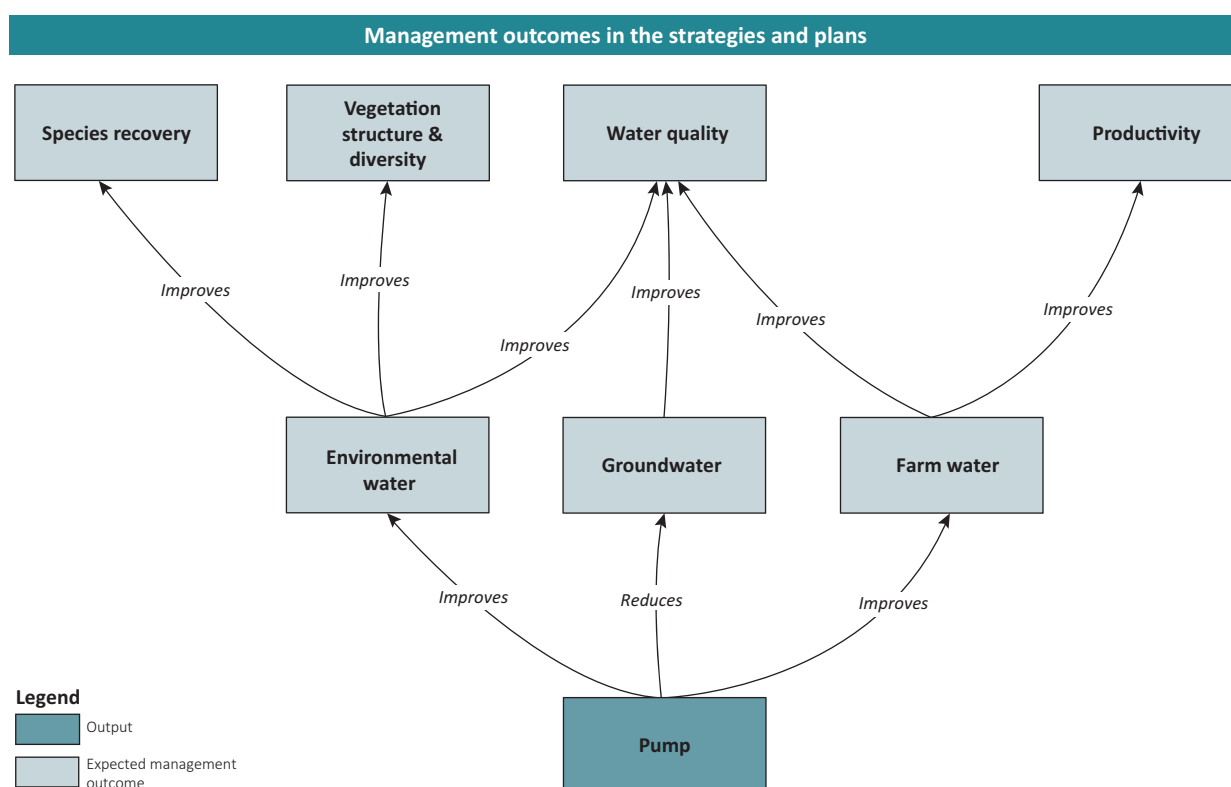 Management outcomes in the strategies and plans
Species recovery
Vegetation
structure &
diversity
Water quality
Productivity
Improves
Improves
Improves
Improves
Improves
Improves
Environmental
water
Groundwater
Farm water
Improves
Reduces
Improves
Legend
Output
Expected management
outcome
Pump